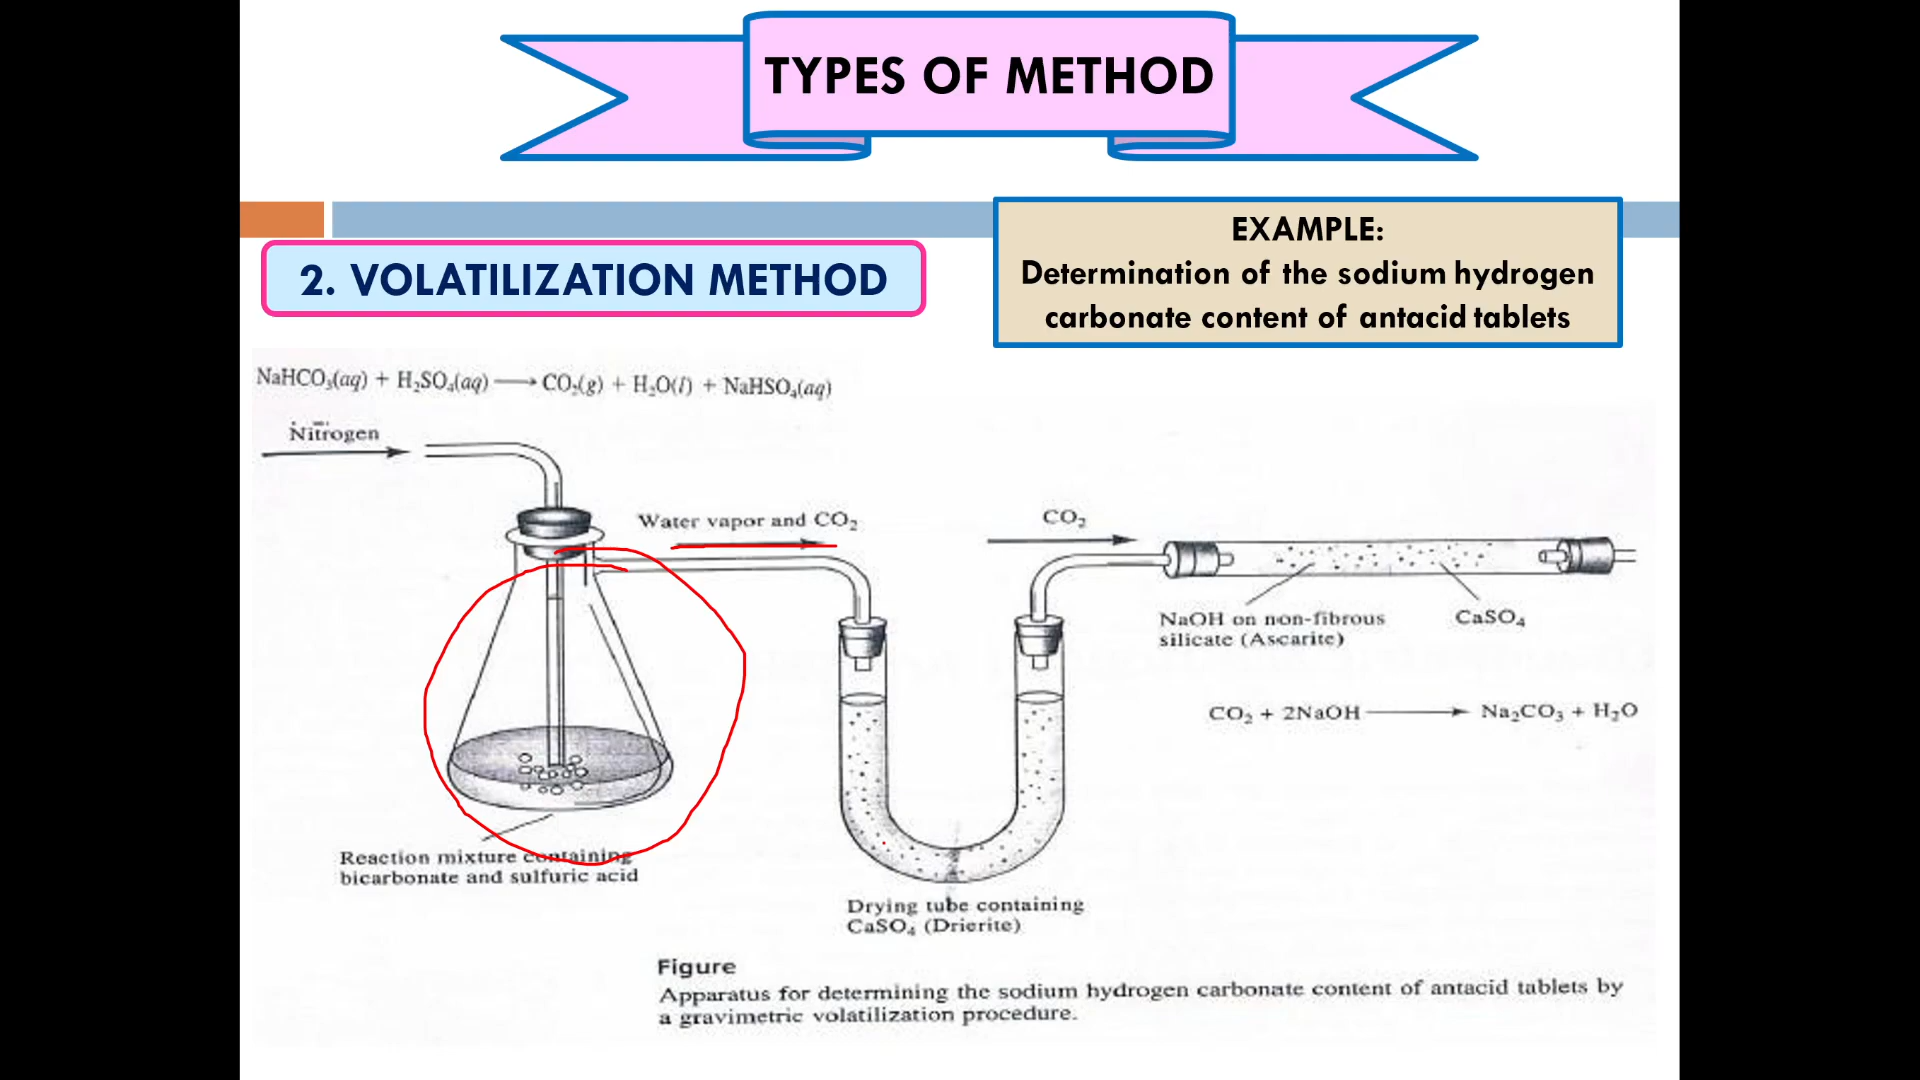 TYPES OF METHOD
2. VOLATILIZATION METHOD
EXAMPLE:
Determination of the sodium hydrogen
carbonate content of antacid tablets
NaHCO₃(aq) + H₂SO₄(aq) ⟶ CO₂(g) + H₂O(l) + NaHSO₄(aq)
Nitrogen
Water vapor and CO₂
CO₂
NaOH on non-fibrous
silicate (Ascarite)
CaSO₄
CO₂ + 2NaOH ⟶ Na₂CO₃ + H₂O
Reaction mixture containing
bicarbonate and sulfuric acid
Drying tube containing
CaSO₄ (Drierite)
Figure
Apparatus for determining the sodium hydrogen carbonate content of antacid tablets by
a gravimetric volatilization procedure.